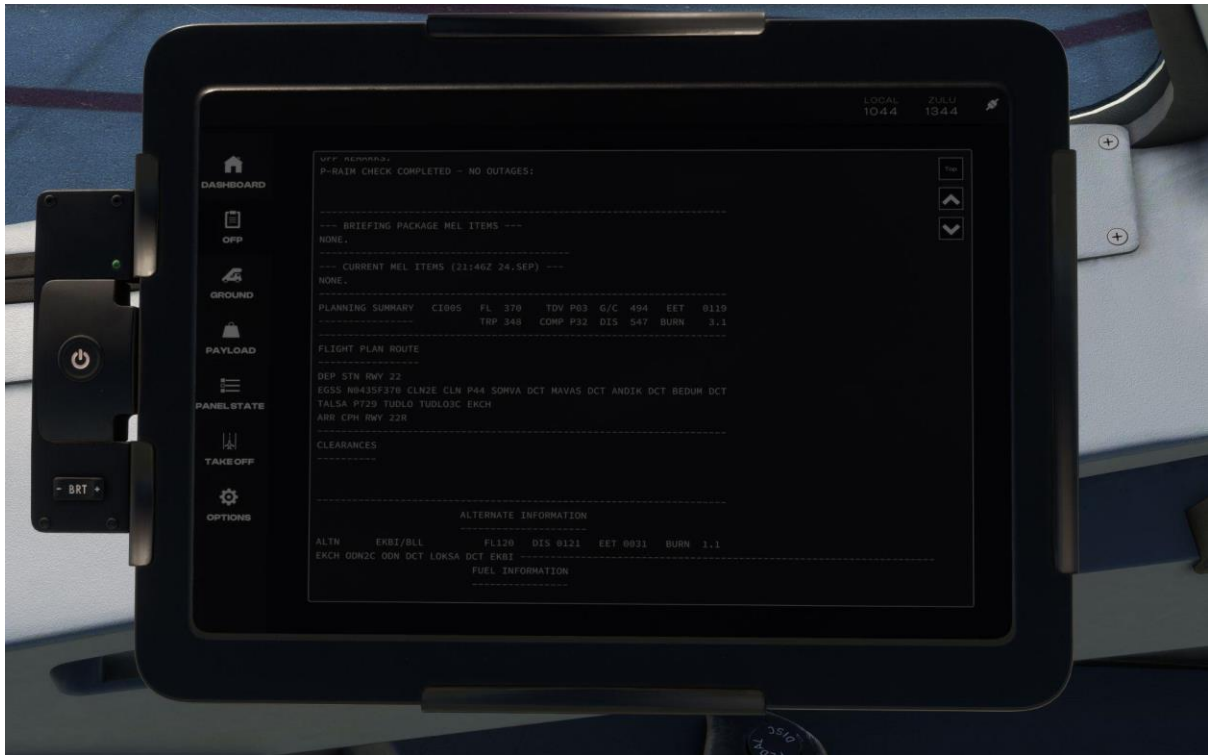 LOCAL ZULU
1044 1344
DASHBOARD
OFP
GROUND
PAYLOAD
PANEL STATE
TAKEOFF
OPTIONS
- BRT +
OFP REMARKS:
P-RAIM CHECK COMPLETED - NO OUTAGES:
--- BRIEFING PACKAGE MEL ITEMS ---
NONE.
--- CURRENT MEL ITEMS (21:46Z 24.SEP) ---
NONE.
PLANNING SUMMARY CI005 FL 370 TDV P03 G/C 494 EET 0119
TRP 348 COMP P32 DIS 547 BURN 3.1
FLIGHT PLAN ROUTE
DEP STN RWY 22
EGSS N0435F370 CLN2E CLN P44 SOMVA DCT MAVAS DCT ANDIK DCT BEDUM DCT
TALSA P729 TUDLO TUDLO3C EKCH
ARR CPH RWY 22R
CLEARANCES
ALTERNATE INFORMATION
ALTN EKBI/BLL FL120 DIS 0121 EET 0031 BURN 1.1
EKCH ODN2C ODN DCT LOKSA DCT EKBI
FUEL INFORMATION
Top
DISC